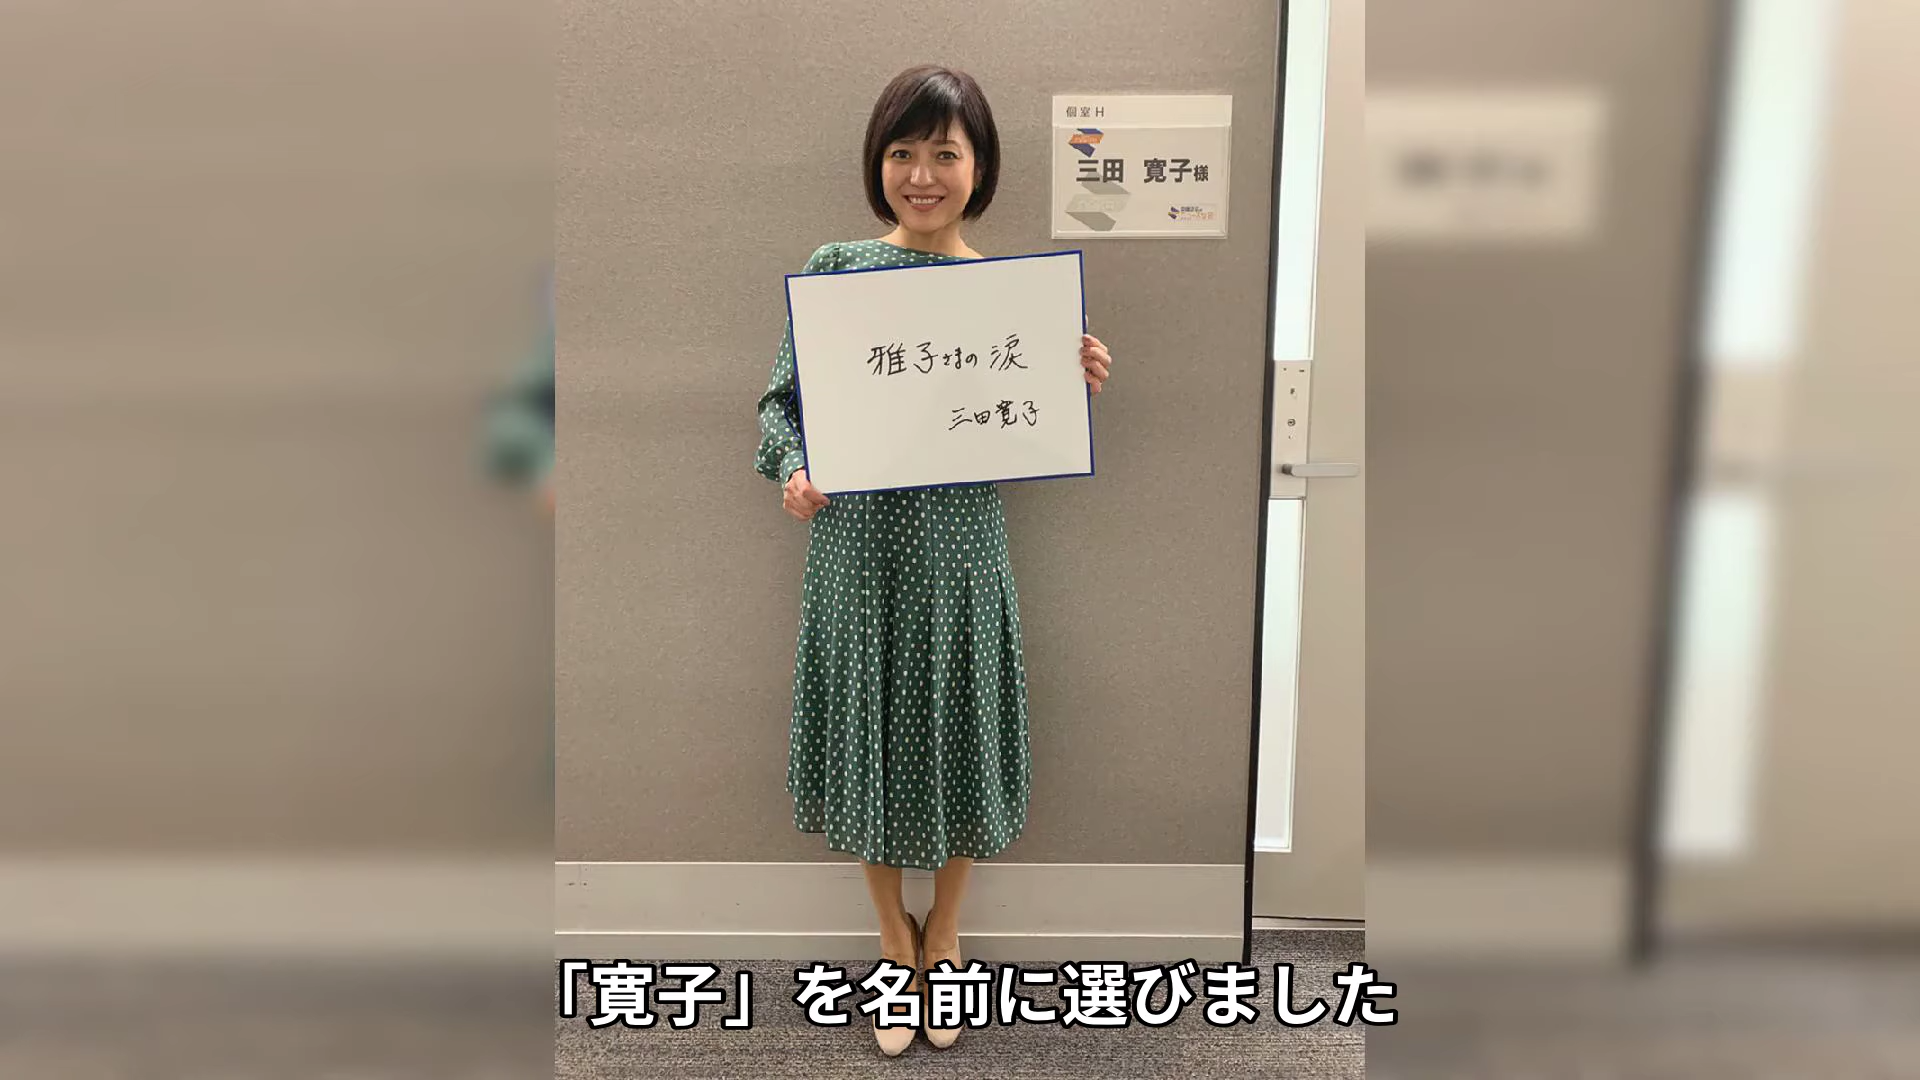 個室 H
三田 寛子様
雅子さまの涙
三田寛子
「寛子」を名前に選びました